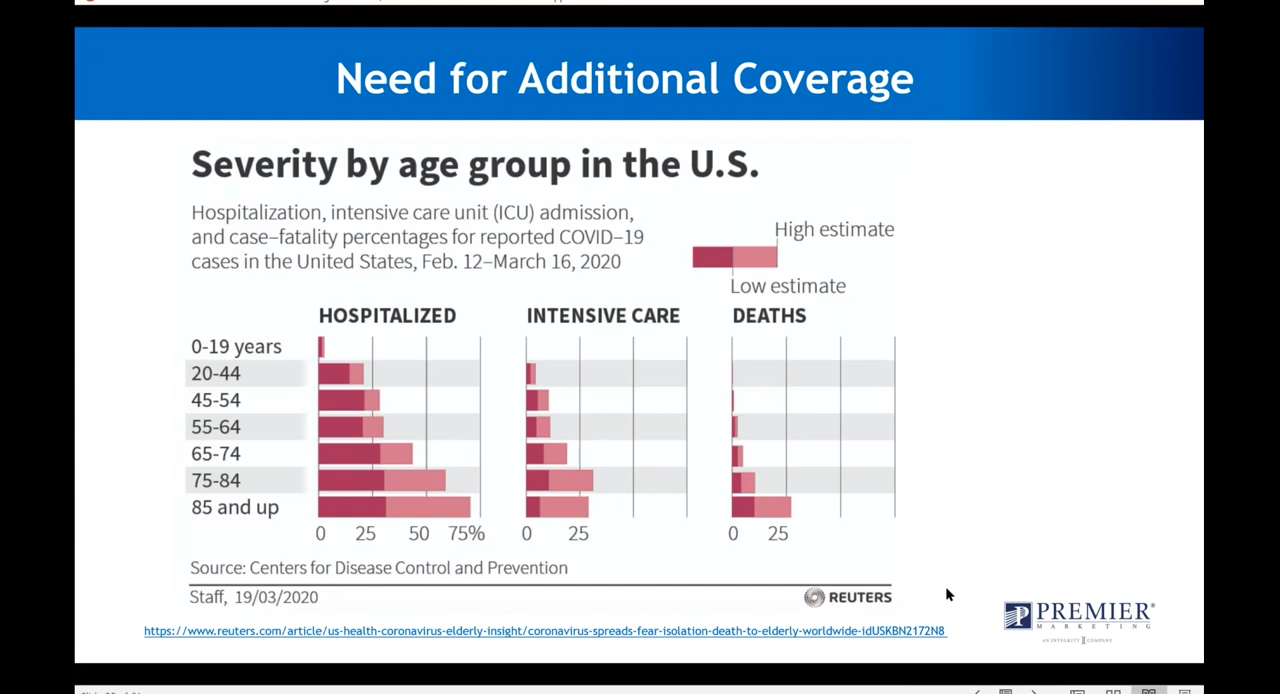 Need for Additional Coverage
Severity by age group in the U.S.
Hospitalization, intensive care unit (ICU) admission,
and case–fatality percentages for reported COVID–19
cases in the United States, Feb. 12–March 16, 2020
High estimate
Low estimate
HOSPITALIZED INTENSIVE CARE DEATHS
0-19 years
20-44
45-54
55-64
65-74
75-84
85 and up
0 25 50 75% 0 25 0 25
Source: Centers for Disease Control and Prevention
Staff, 19/03/2020
REUTERS
https://www.reuters.com/article/us-health-coronavirus-elderly-insight/coronavirus-spreads-fear-isolation-death-to-elderly-worldwide-idUSKBN2172N8
PREMIER
MARKETING
AN INTEGRITY COMPANY